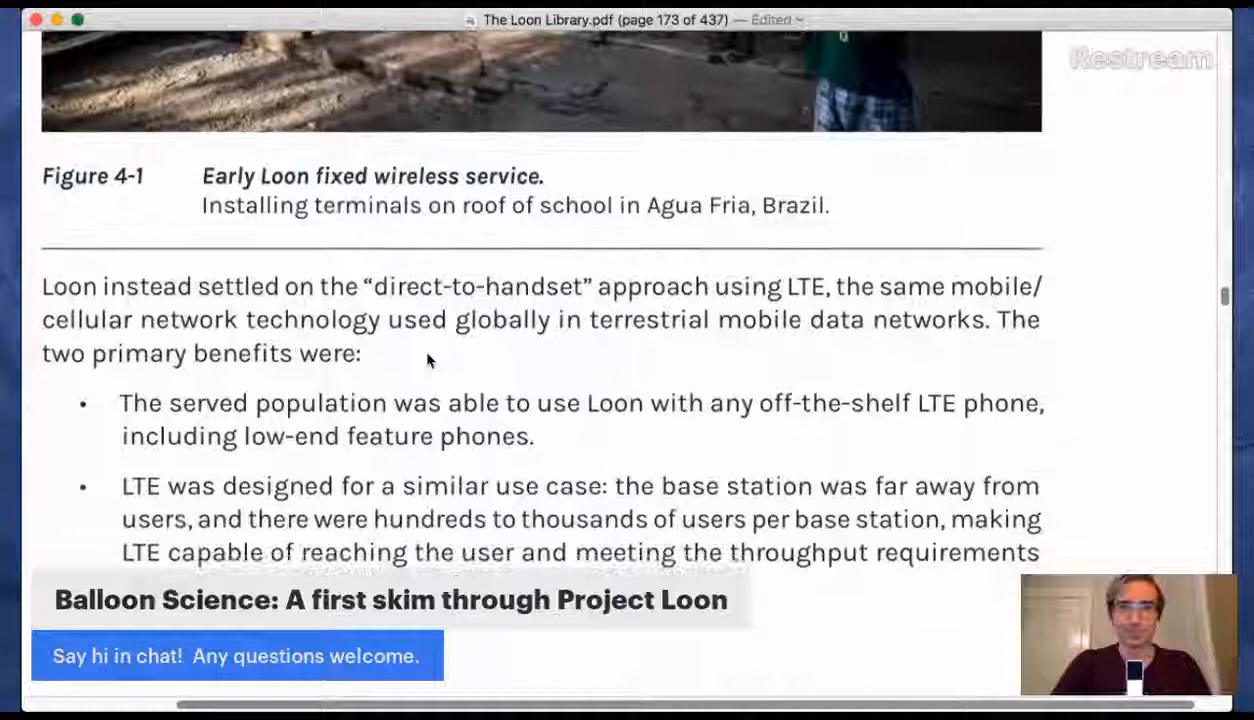 The Loon Library.pdf (page 173 of 437) — Edited
Restream
Figure 4-1 Early Loon fixed wireless service.
Installing terminals on roof of school in Agua Fria, Brazil.
Loon instead settled on the “direct-to-handset” approach using LTE, the same mobile/
cellular network technology used globally in terrestrial mobile data networks. The
two primary benefits were:
• The served population was able to use Loon with any off-the-shelf LTE phone,
including low-end feature phones.
• LTE was designed for a similar use case: the base station was far away from
users, and there were hundreds to thousands of users per base station, making
LTE capable of reaching the user and meeting the throughput requirements
Balloon Science: A first skim through Project Loon
Say hi in chat! Any questions welcome.